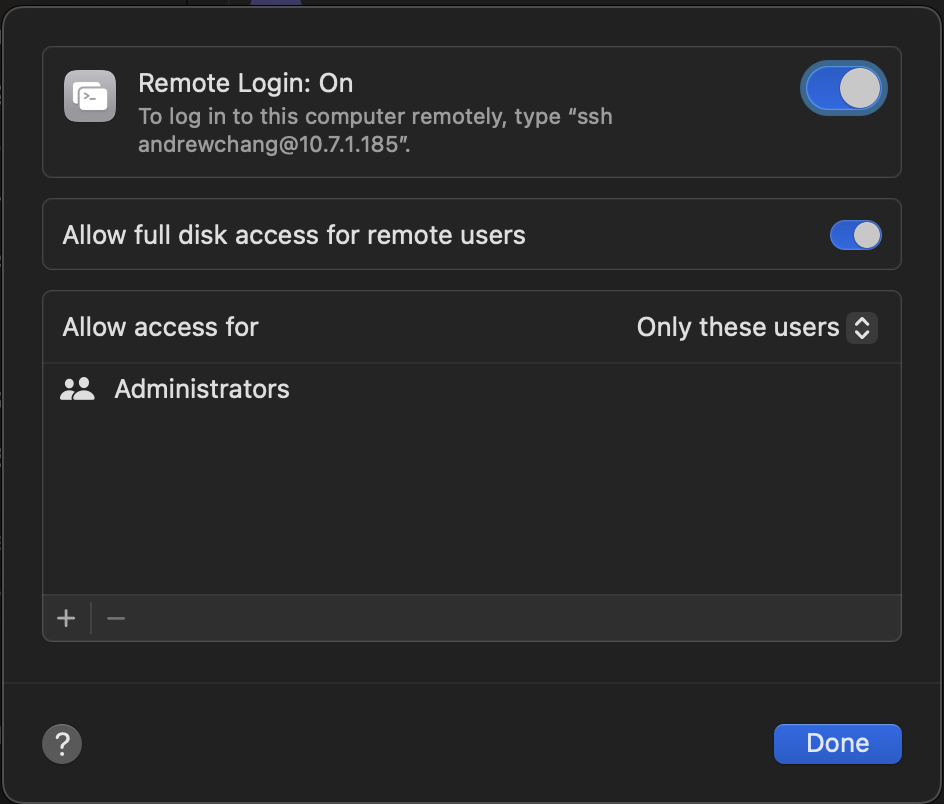 Remote Login: On
To log in to this computer remotely, type “ssh
andrewchang@10.7.1.185”.
Allow full disk access for remote users
Allow access for
Only these users
Administrators
+
−
?
Done